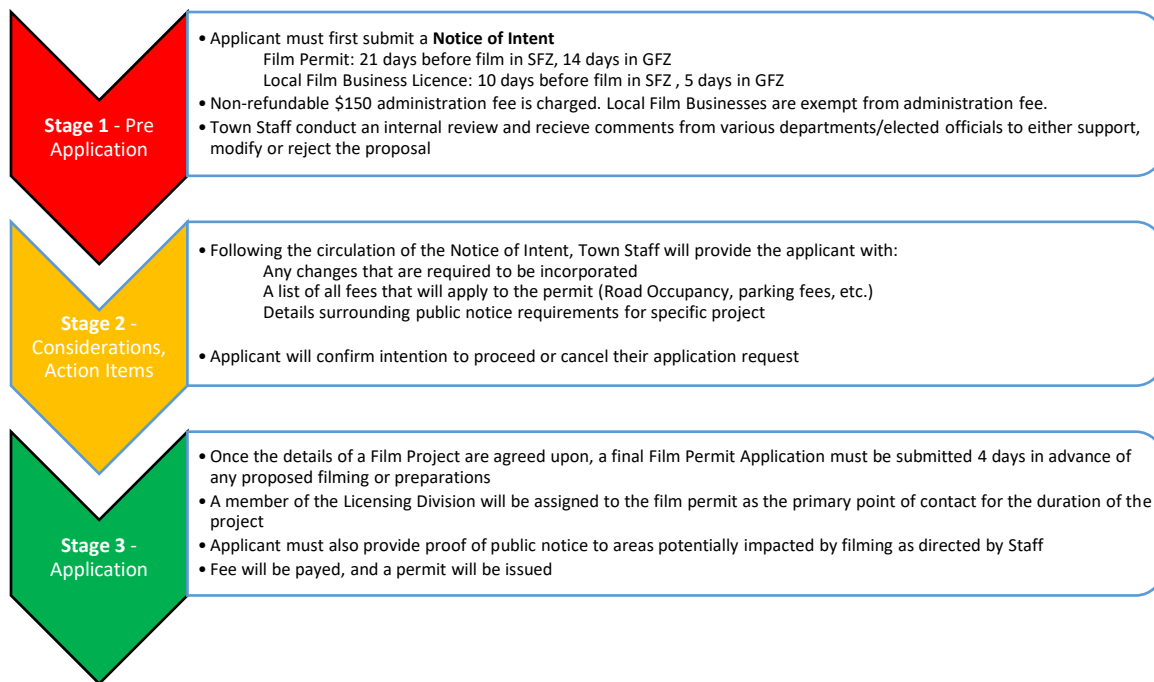 Stage 1 - Pre
Application
• Applicant must first submit a Notice of Intent
Film Permit: 21 days before film in SFZ, 14 days in GFZ
Local Film Business Licence: 10 days before film in SFZ , 5 days in GFZ
• Non-refundable $150 administration fee is charged. Local Film Businesses are exempt from administration fee.
• Town Staff conduct an internal review and recieve comments from various departments/elected officials to either support,
modify or reject the proposal
Stage 2 -
Considerations,
Action Items
• Following the circulation of the Notice of Intent, Town Staff will provide the applicant with:
Any changes that are required to be incorporated
A list of all fees that will apply to the permit (Road Occupancy, parking fees, etc.)
Details surrounding public notice requirements for specific project
• Applicant will confirm intention to proceed or cancel their application request
Stage 3 -
Application
• Once the details of a Film Project are agreed upon, a final Film Permit Application must be submitted 4 days in advance of
any proposed filming or preparations
• A member of the Licensing Division will be assigned to the film permit as the primary point of contact for the duration of the
project
• Applicant must also provide proof of public notice to areas potentially impacted by filming as directed by Staff
• Fee will be payed, and a permit will be issued